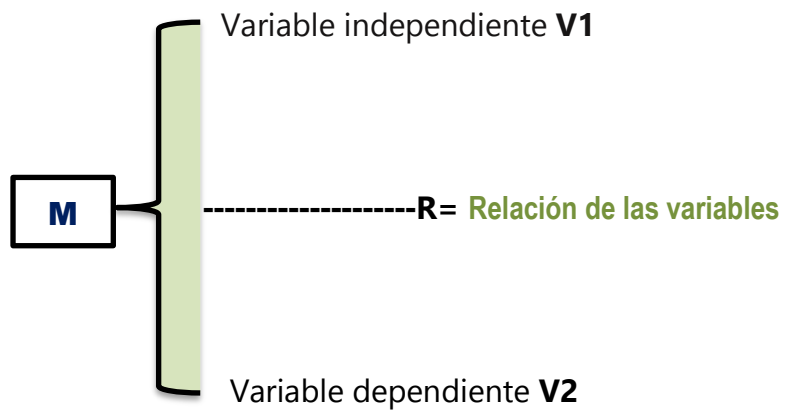 Variable independiente V1
M
--------------------R= Relación de las variables
Variable dependiente V2